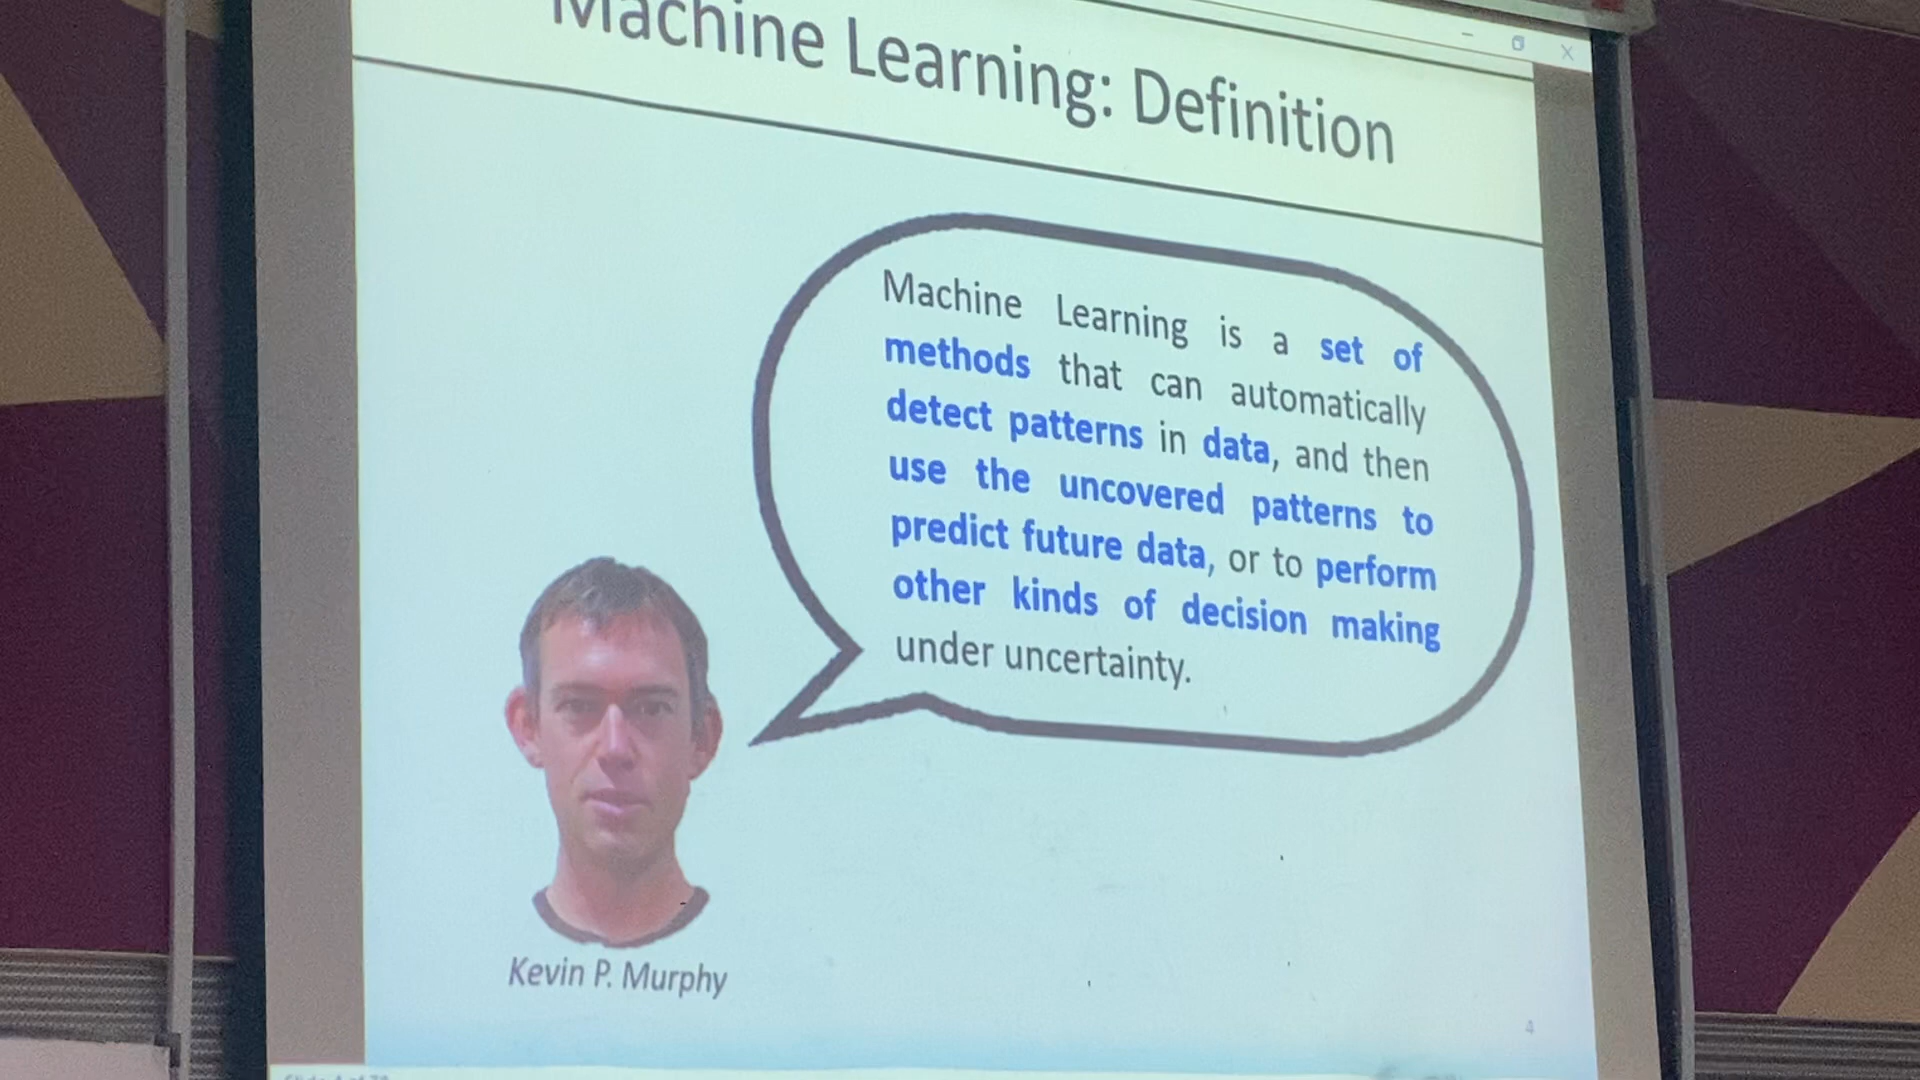 Machine Learning: Definition
Machine Learning is a set of
methods that can automatically
detect patterns in data, and then
use the uncovered patterns to
predict future data, or to perform
other kinds of decision making
under uncertainty.
Kevin P. Murphy
4